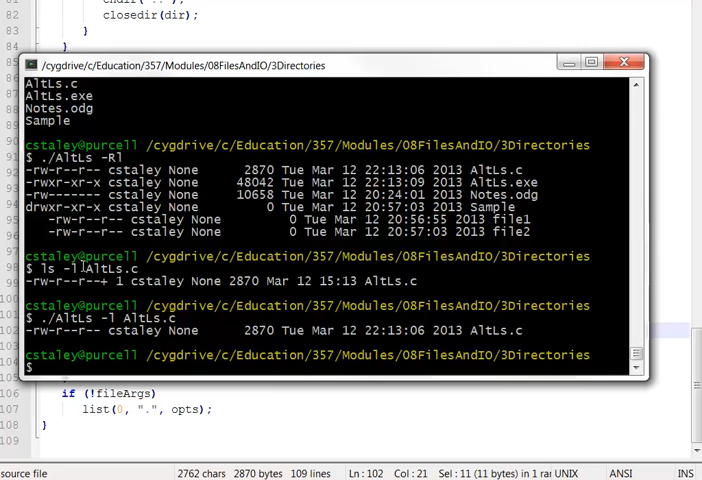 81 chdir("..");
82 closedir(dir);
83 }
84 }
/cygdrive/c/Education/357/Modules/08FilesAndIO/3Directories
AltLs.c
AltLs.exe
Notes.odg
Sample
cstaley@purcell /cygdrive/c/Education/357/Modules/08FilesAndIO/3Directories
$ ./AltLs -Rl
-rw-r--r-- cstaley None 2870 Tue Mar 12 22:13:06 2013 AltLs.c
-rwxr-xr-x cstaley None 48042 Tue Mar 12 22:13:09 2013 AltLs.exe
-rw------- cstaley None 10658 Tue Mar 12 20:24:01 2013 Notes.odg
drwxr-xr-x cstaley None 0 Tue Mar 12 20:57:03 2013 Sample
-rw-r--r-- cstaley None 0 Tue Mar 12 20:56:55 2013 file1
-rw-r--r-- cstaley None 0 Tue Mar 12 20:57:03 2013 file2
cstaley@purcell /cygdrive/c/Education/357/Modules/08FilesAndIO/3Directories
$ ls -l AltLs.c
-rw-r--r--+ 1 cstaley None 2870 Mar 12 15:13 AltLs.c
cstaley@purcell /cygdrive/c/Education/357/Modules/08FilesAndIO/3Directories
$ ./AltLs -l AltLs.c
-rw-r--r-- cstaley None 2870 Tue Mar 12 22:13:06 2013 AltLs.c
cstaley@purcell /cygdrive/c/Education/357/Modules/08FilesAndIO/3Directories
$
106 if (!fileArgs)
107 list(0, ".", opts);
108 }
109
source file 2762 chars 2870 bytes 109 lines Ln : 102 Col : 21 Sel : 11 (11 bytes) in 1 ran UNIX ANSI INS